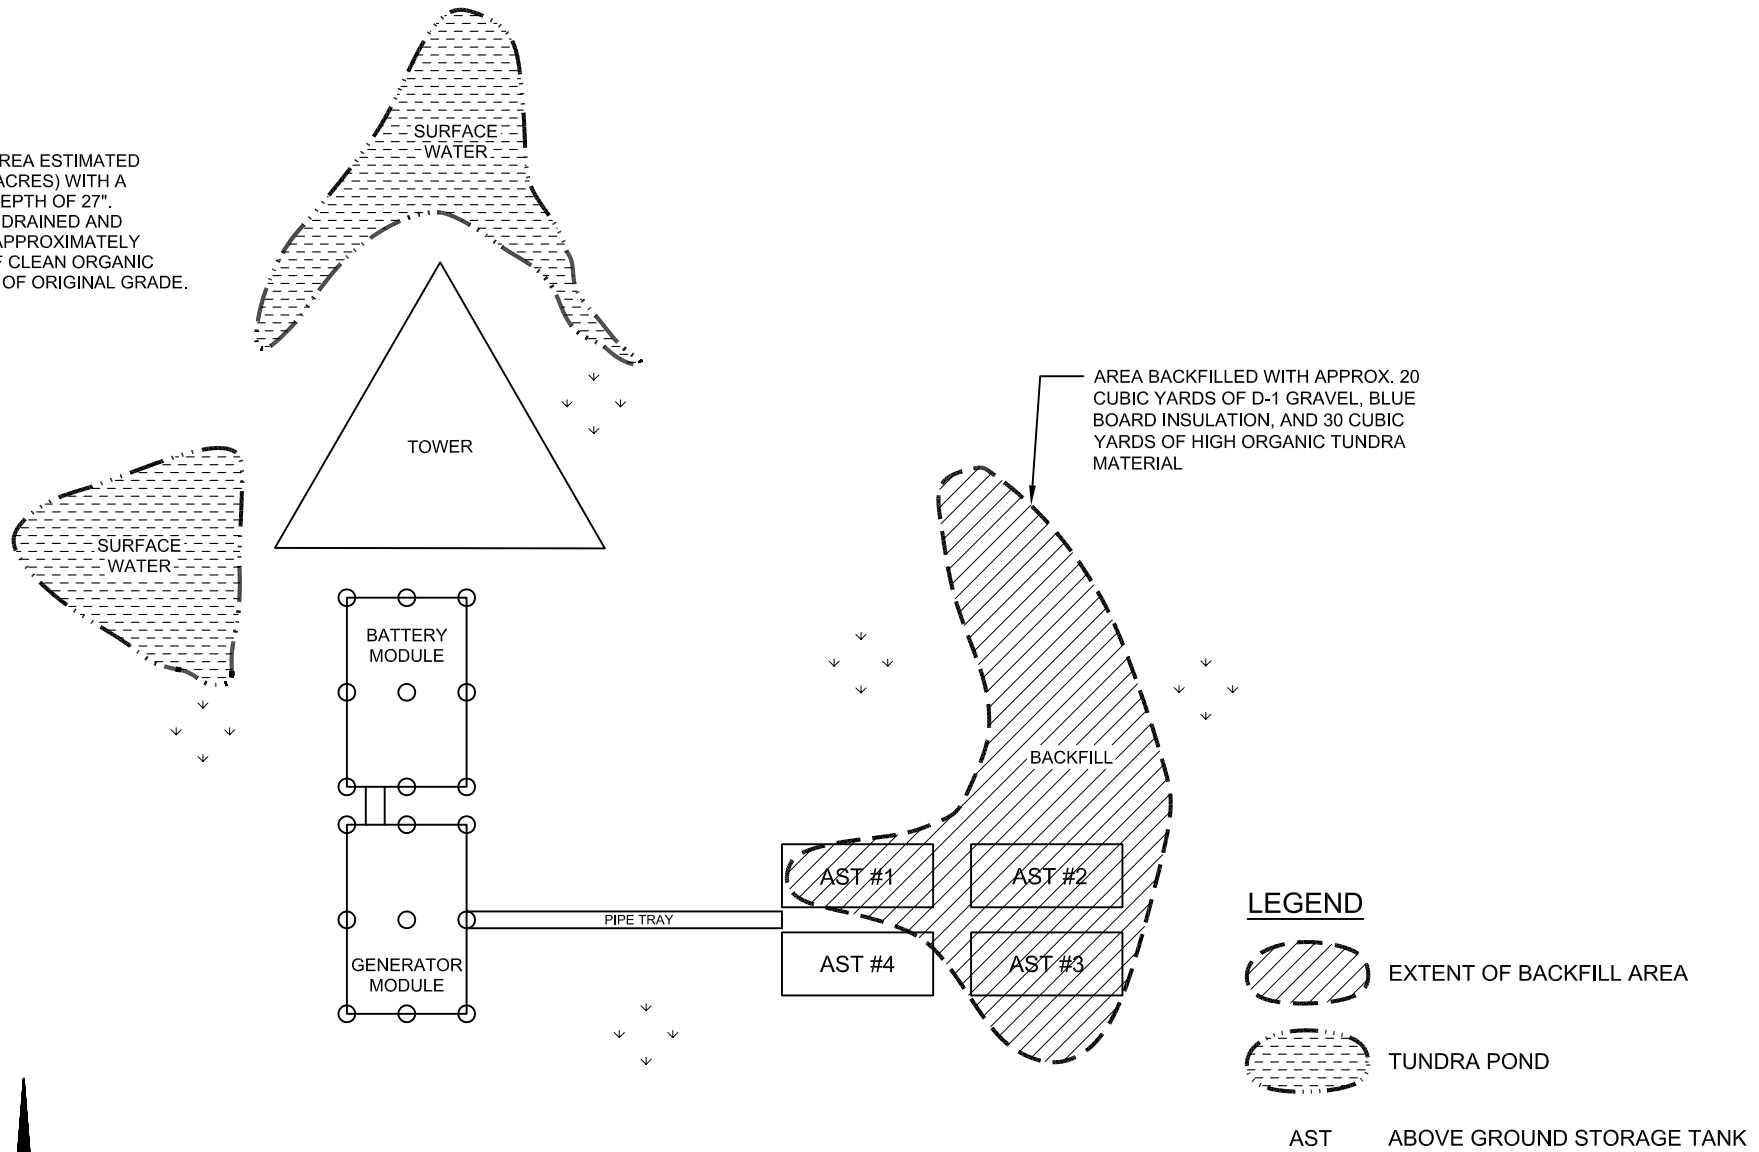 SURFACE
WATER
REA ESTIMATED
ACRES) WITH A
EPTH OF 27".
DRAINED AND
APPROXIMATELY
F CLEAN ORGANIC
OF ORIGINAL GRADE.
AREA BACKFILLED WITH APPROX. 20
CUBIC YARDS OF D-1 GRAVEL, BLUE
BOARD INSULATION, AND 30 CUBIC
YARDS OF HIGH ORGANIC TUNDRA
MATERIAL
TOWER
SURFACE
WATER
BATTERY
MODULE
BACKFILL
AST #1
AST #2
PIPE TRAY
AST #4
AST #3
GENERATOR
MODULE
LEGEND
EXTENT OF BACKFILL AREA
TUNDRA POND
AST ABOVE GROUND STORAGE TANK